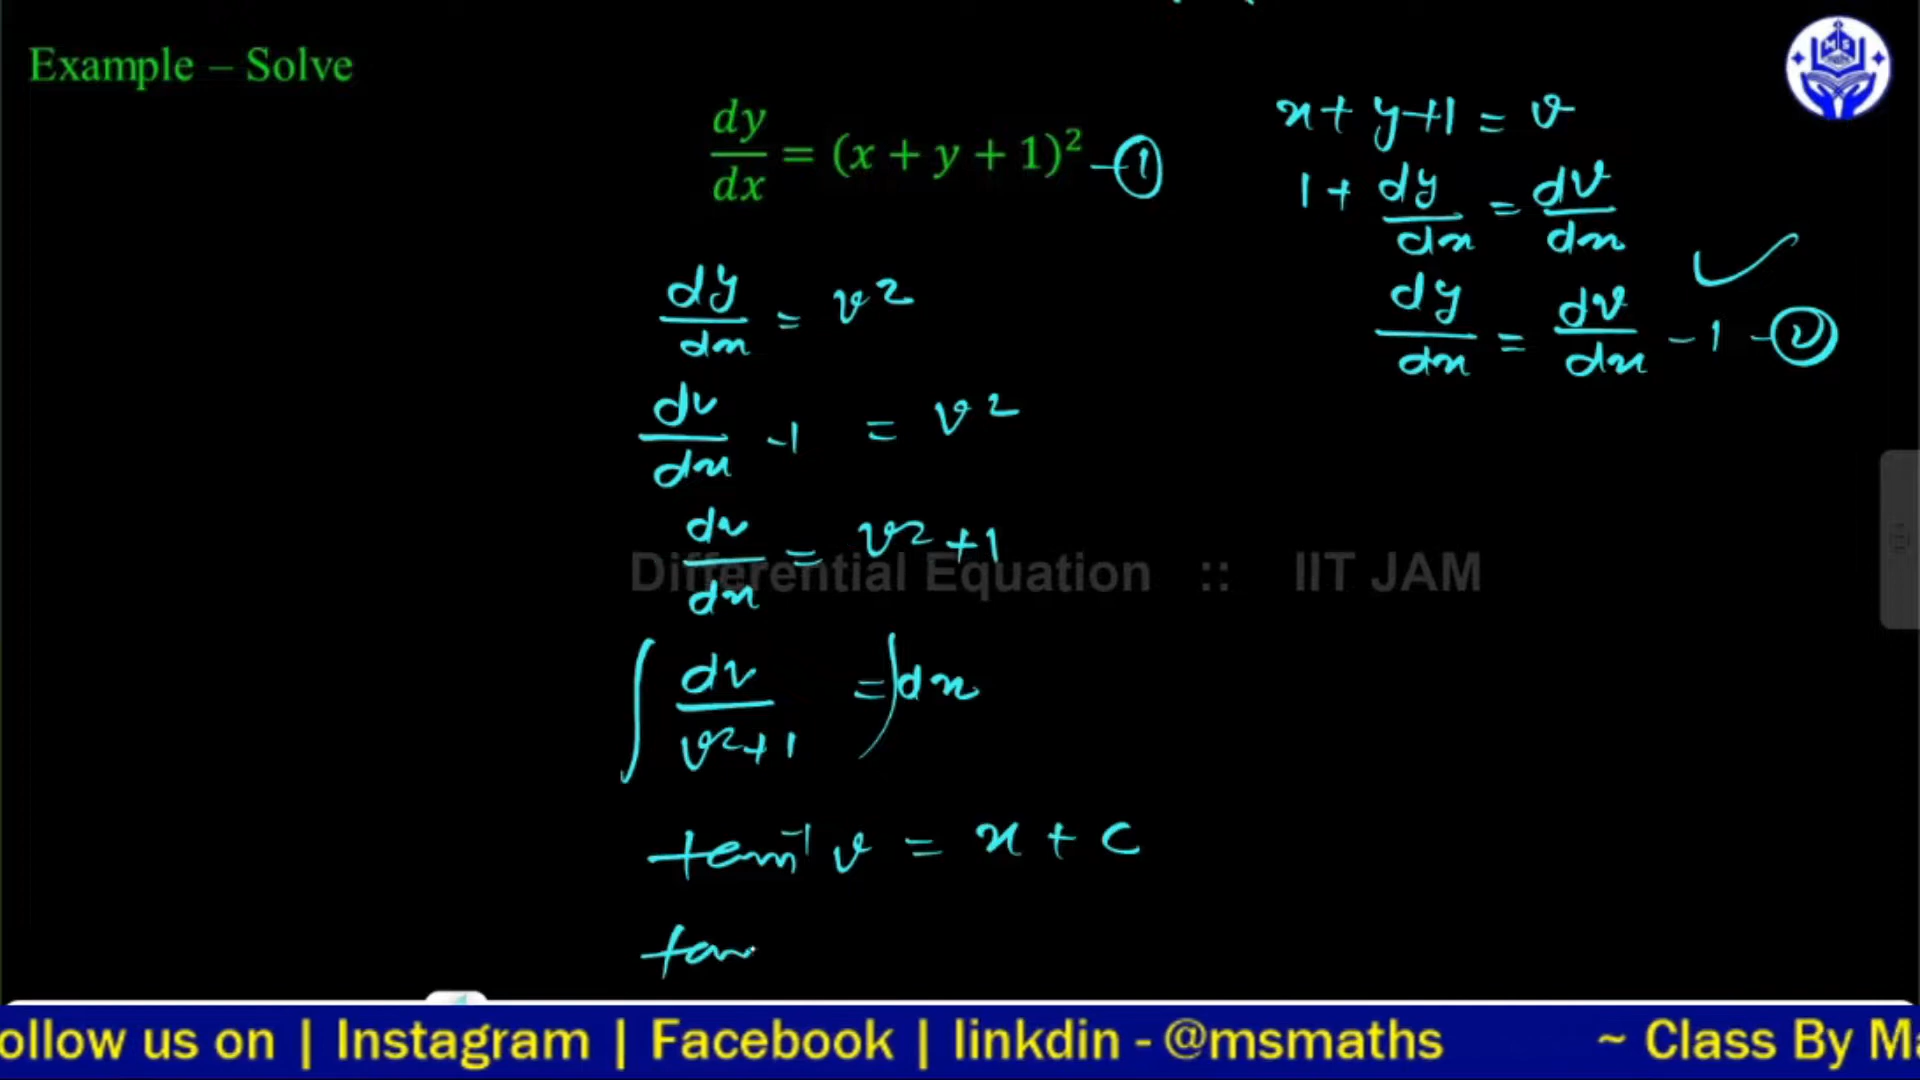 Example – Solve
dy/dx = (x + y + 1)² -①
x + y+1 = v
1 + dy/dx = dv/dx
dy/dx = dv/dx - 1 -②
dy/dx = v²
dv/dx - 1 = v²
dv/dx = v² + 1
∫ dv/v²+1 = ∫dx
tan⁻¹ v = x + c
tan
Differential Equation :: IIT JAM
MS
ollow us on | Instagram | Facebook | linkdin - @msmaths ~ Class By Ma